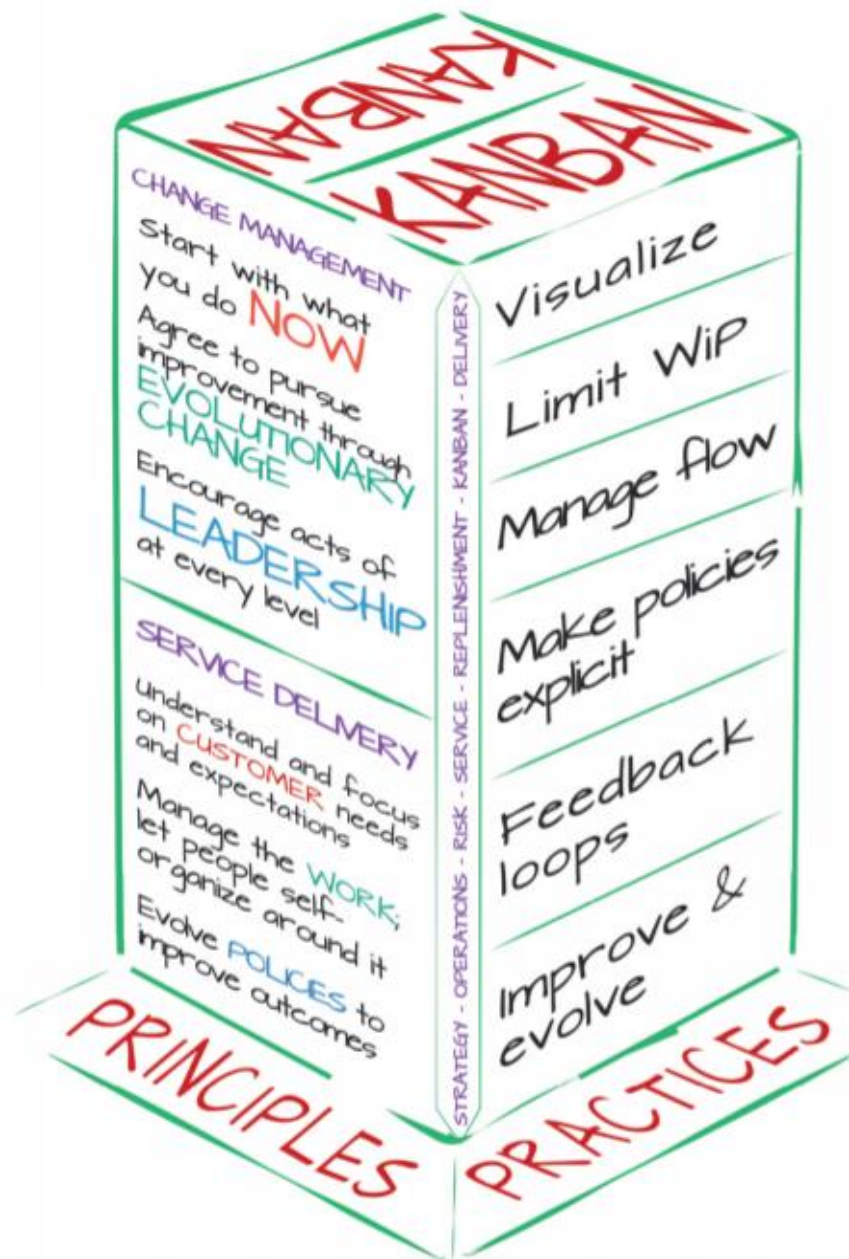 KANBAN
KANBAN
CHANGE MANAGEMENT
Start with what
you do NOW
Agree to pursue
improvement through
EVOLUTIONARY
CHANGE
Encourage acts of
LEADERSHIP
at every level
SERVICE DELIVERY
Understand and focus
on CUSTOMER needs
and expectations
Manage the WORK;
let people self-
organize around it
Evolve POLICIES to
improve outcomes
STRATEGY - OPERATIONS - RISK - SERVICE - REPLENISHMENT - KANBAN - DELIVERY
Visualize
Limit WiP
Manage flow
Make policies
explicit
Feedback
loops
Improve &
evolve
PRINCIPLES
PRACTICES